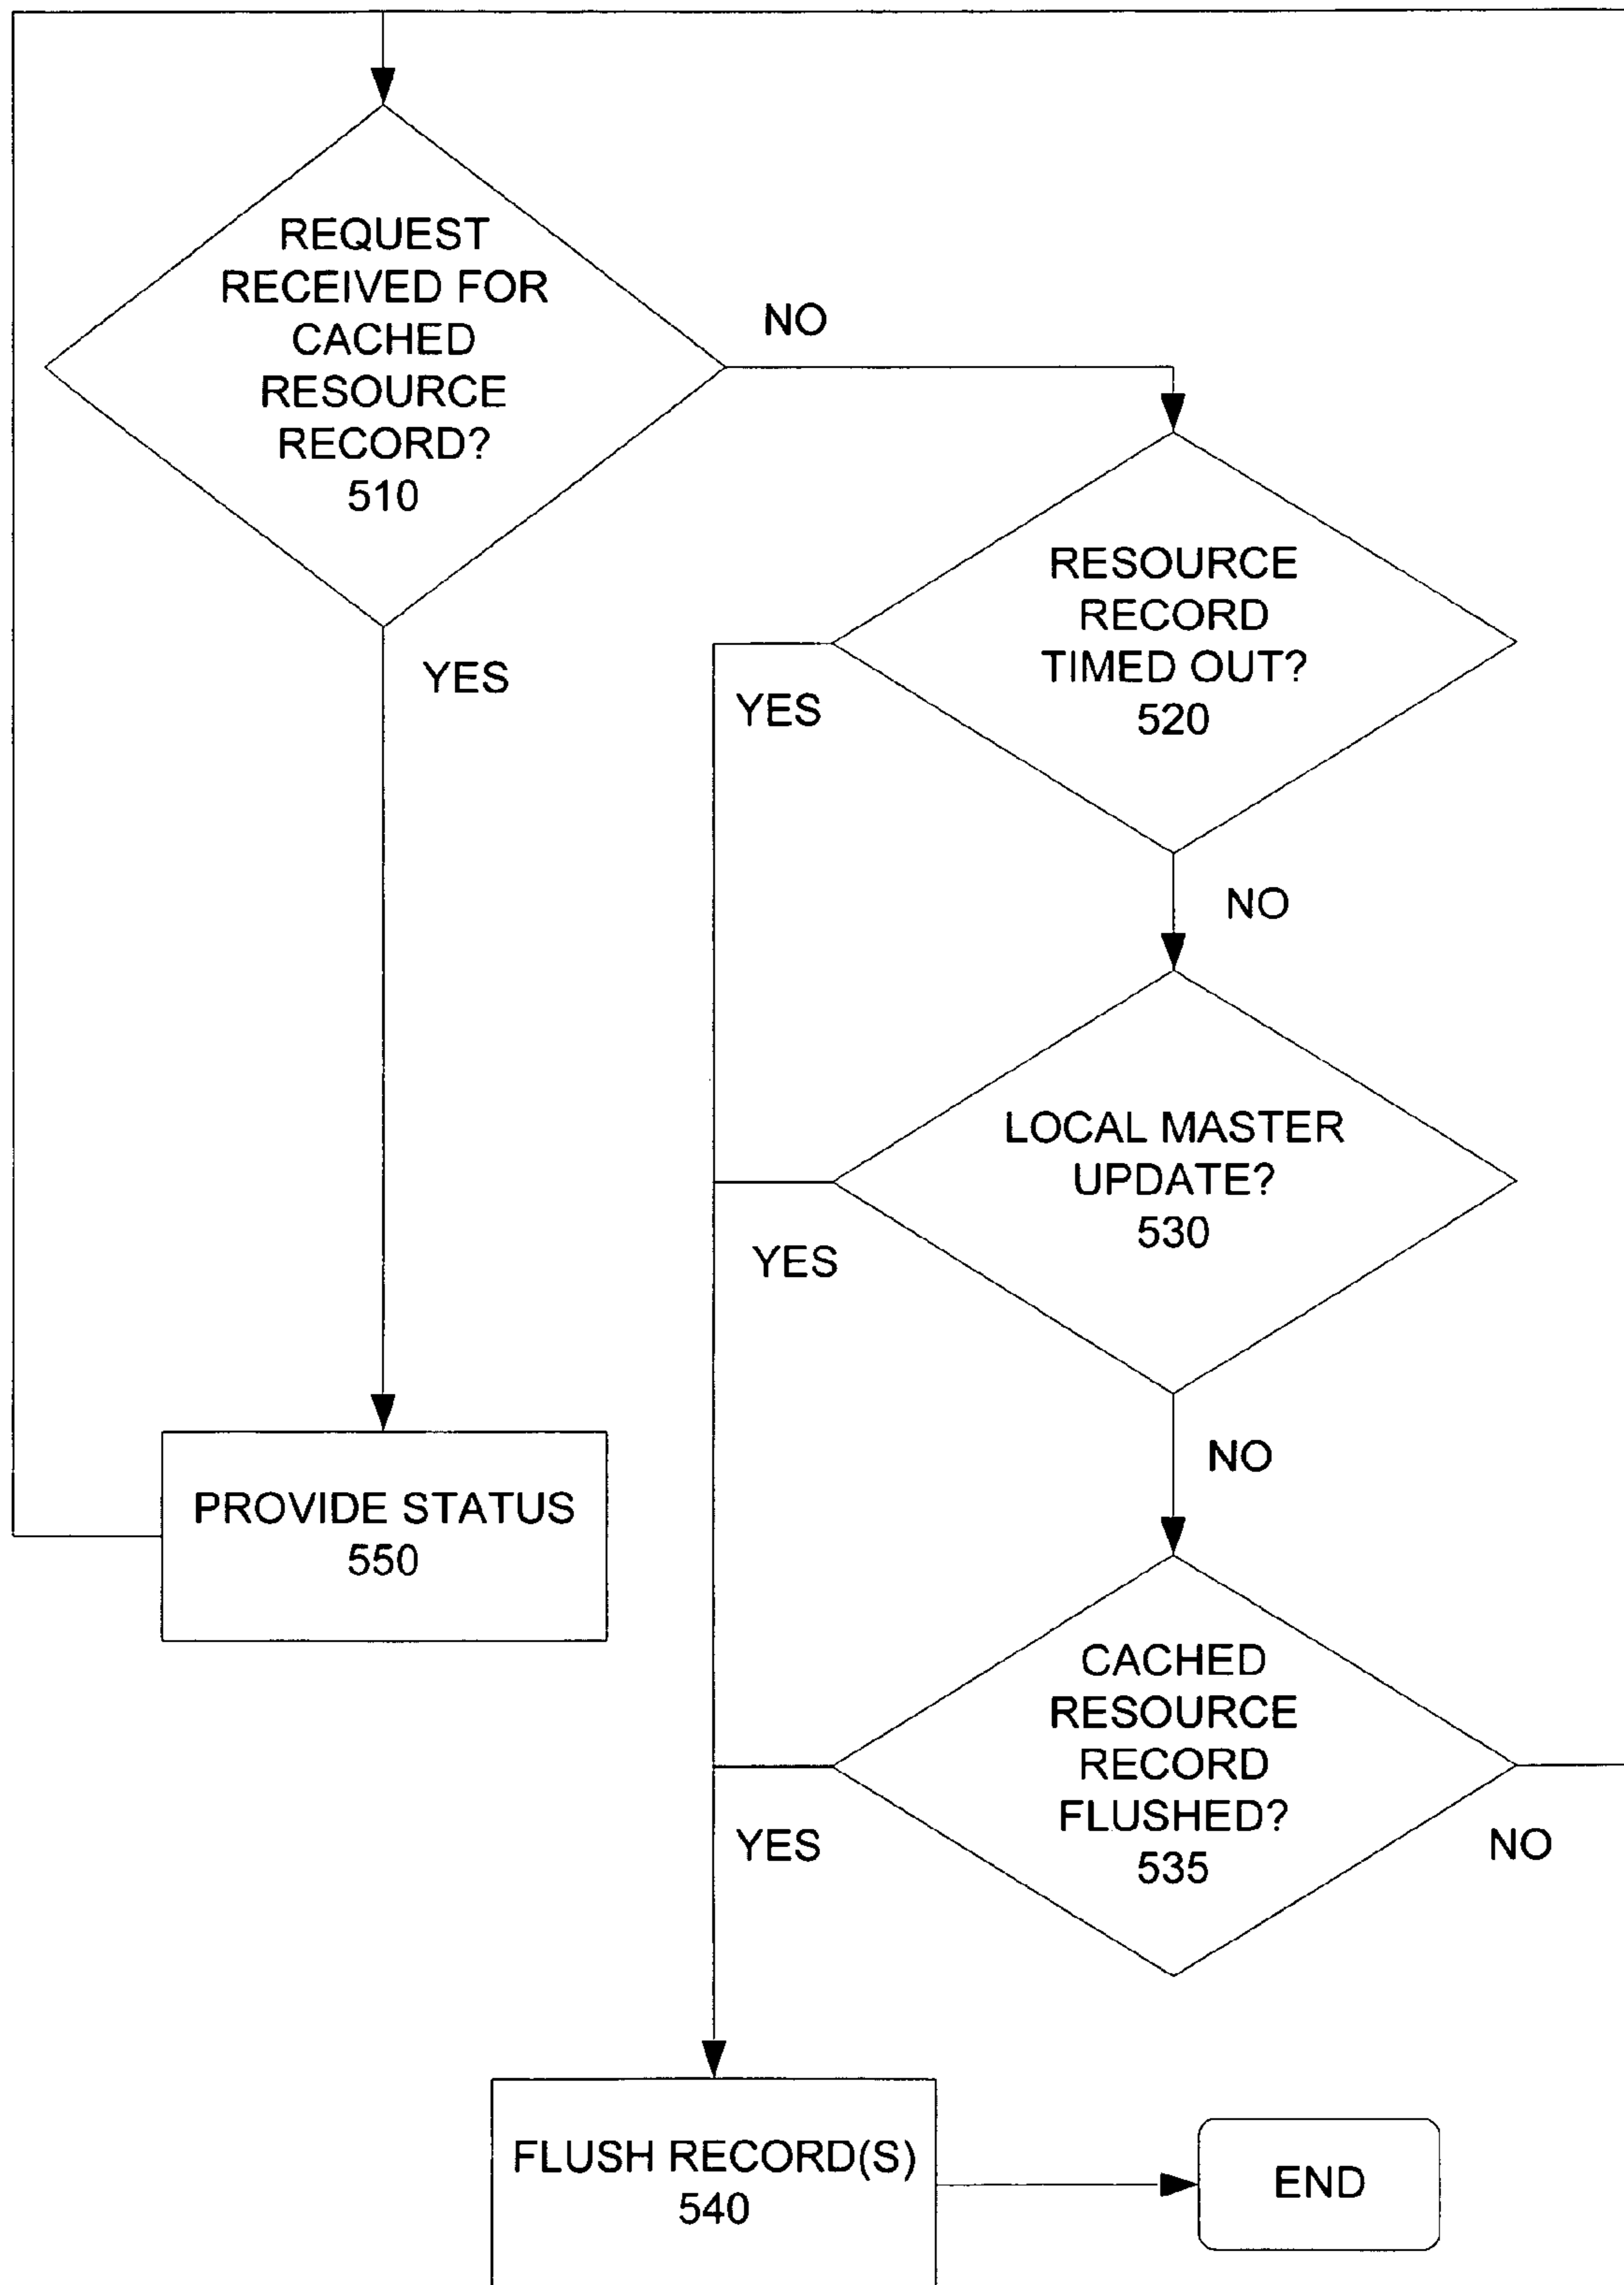 REQUEST
RECEIVED FOR
CACHED
RESOURCE
RECORD?
510
NO
YES
RESOURCE
RECORD
TIMED OUT?
520
YES
NO
LOCAL MASTER
UPDATE?
530
YES
NO
PROVIDE STATUS
550
CACHED
RESOURCE
RECORD
FLUSHED?
535
YES
NO
FLUSH RECORD(S)
540
END